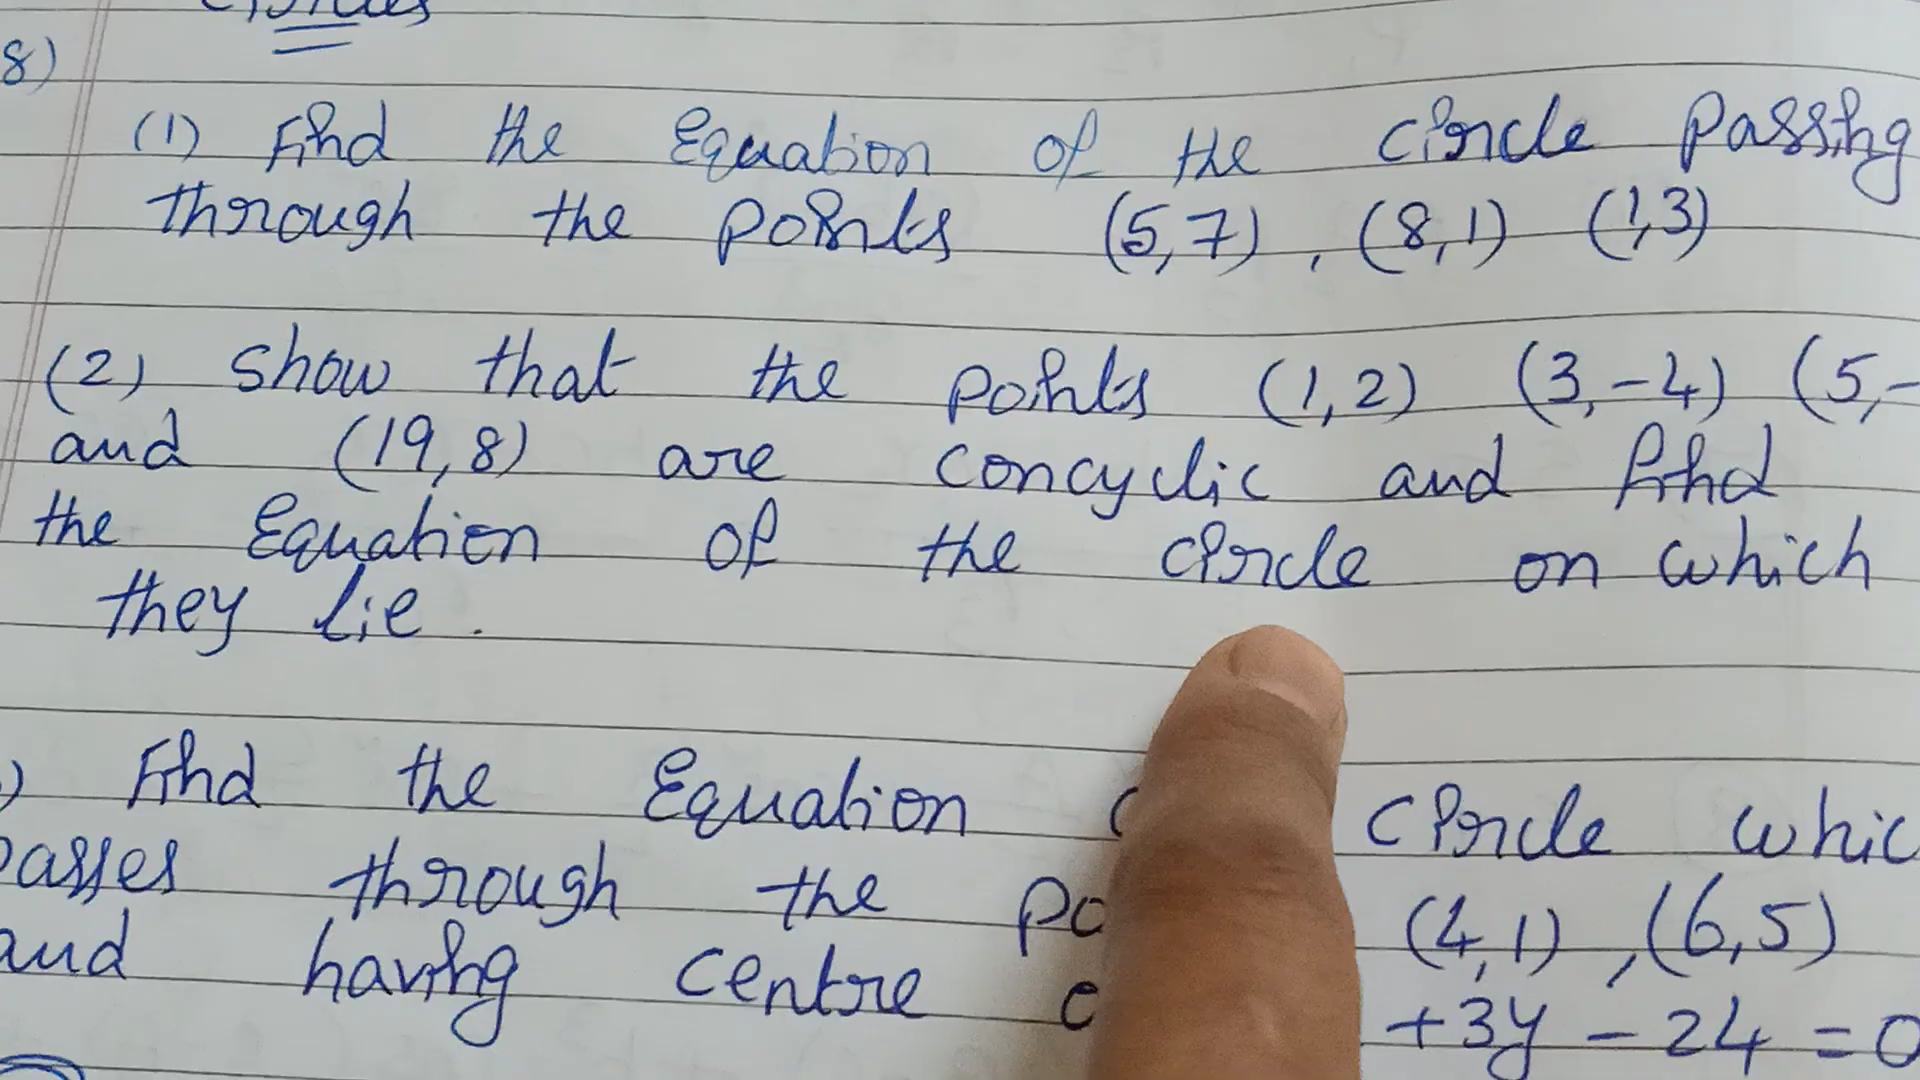 Circles
8)
(1) Find the Equation of the circle passing
through the points (5,7), (8,1) (1,3)
(2) show that the points (1,2) (3,-4) (5,-
and (19,8) are concyclic and find
the Equation of the circle on which
they lie.
) Find the Equation circle whic
passes through the (4,1), (6,5)
and having centre +3y - 24 = 0